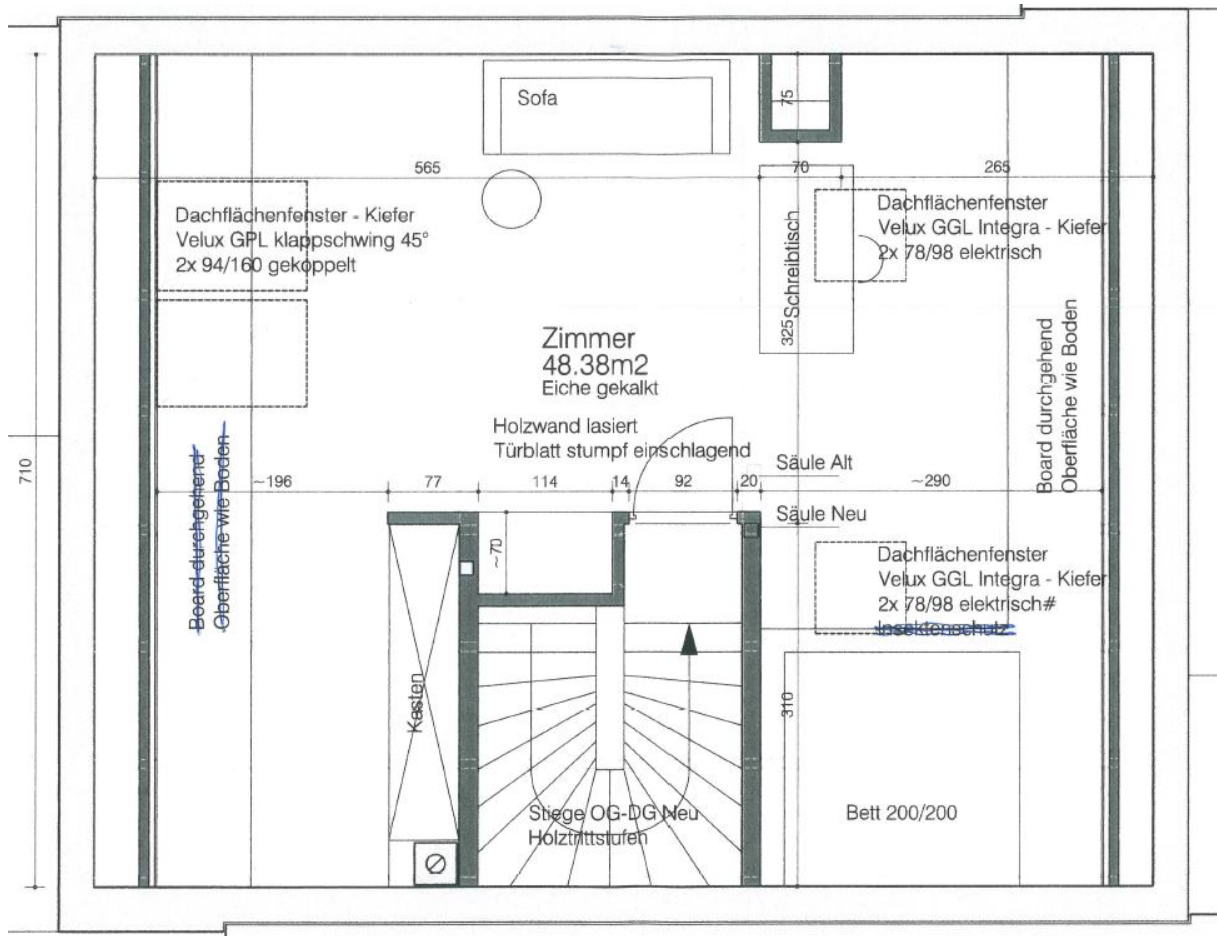 Sofa
75
565
70
265
Dachflächenfenster - Kiefer
Velux GPL klappschwing 45°
2x 94/160 gekoppelt
Dachflächenfenster
Velux GGL Integra - Kiefer
2x 78/98 elektrisch
Schreibtisch
325
Zimmer
48.38m2
Eiche gekalkt
Board durchgehend
Oberfläche wie Boden
Holzwand lasiert
Türblatt stumpf einschlagend
Board durchgehend
Oberfläche wie Boden
710
~196
77
114
14
92
20
~290
Säule Alt
Säule Neu
~70
Dachflächenfenster
Velux GGL Integra - Kiefer
2x 78/98 elektrisch#
Insektenschutz
Kasten
310
Stiege OG-DG Neu
Holztrittstufen
Bett 200/200